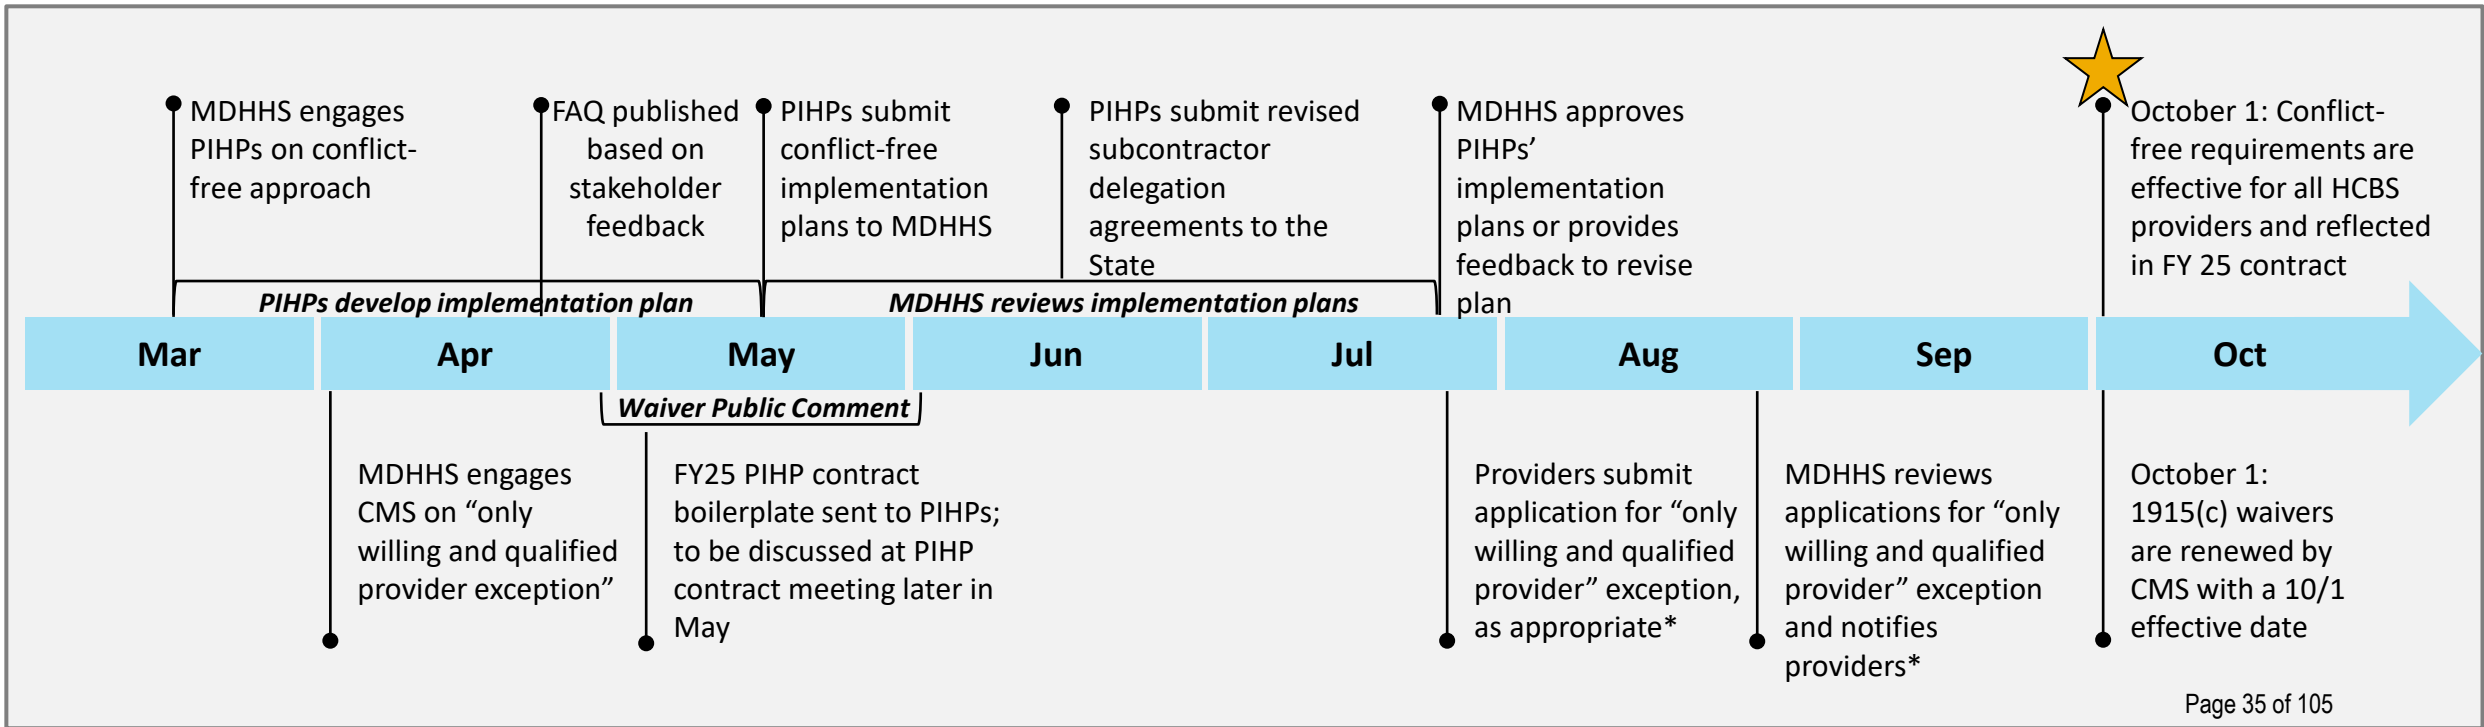 MDHHS engages
PIHPs on conflict-
free approach
FAQ published
based on
stakeholder
feedback
PIHPs submit
conflict-free
implementation
plans to MDHHS
PIHPs submit revised
subcontractor
delegation
agreements to the
State
MDHHS approves
PIHPs’
implementation
plans or provides
feedback to revise
plan
October 1: Conflict-
free requirements are
effective for all HCBS
providers and reflected
in FY 25 contract
PIHPs develop implementation plan
MDHHS reviews implementation plans
Mar
Apr
May
Jun
Jul
Aug
Sep
Oct
Waiver Public Comment
MDHHS engages
CMS on “only
willing and qualified
provider exception”
FY25 PIHP contract
boilerplate sent to PIHPs;
to be discussed at PIHP
contract meeting later in
May
Providers submit
application for “only
willing and qualified
provider” exception,
as appropriate*
MDHHS reviews
applications for “only
willing and qualified
provider” exception
and notifies
providers*
October 1:
1915(c) waivers
are renewed by
CMS with a 10/1
effective date
Page 35 of 105